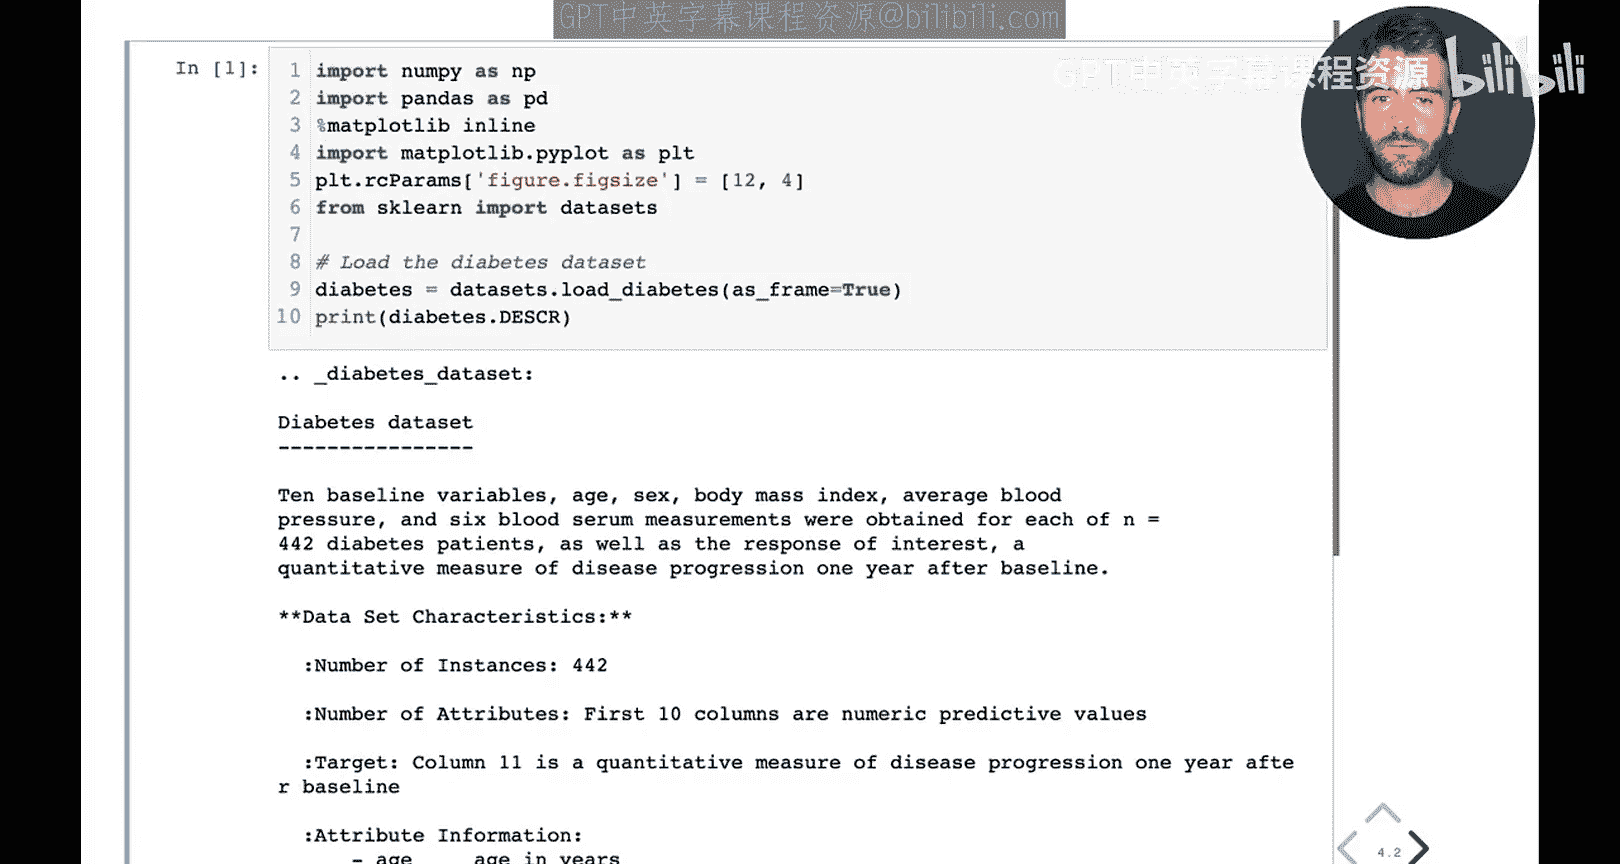 GPT中英字幕课程资源@bilibili.com
GPT中英字幕课程资源 bilibili
In [1]:
1 import numpy as np
2 import pandas as pd
3 %matplotlib inline
4 import matplotlib.pyplot as plt
5 plt.rcParams['figure.figsize'] = [12, 4]
6 from sklearn import datasets
7
8 # Load the diabetes dataset
9 diabetes = datasets.load_diabetes(as_frame=True)
10 print(diabetes.DESCR)
.. _diabetes_dataset:
Diabetes dataset
----------------
Ten baseline variables, age, sex, body mass index, average blood
pressure, and six blood serum measurements were obtained for each of n =
442 diabetes patients, as well as the response of interest, a
quantitative measure of disease progression one year after baseline.
**Data Set Characteristics:**
:Number of Instances: 442
:Number of Attributes: First 10 columns are numeric predictive values
:Target: Column 11 is a quantitative measure of disease progression one year afte
r baseline
:Attribute Information:
- age age in years
4.2